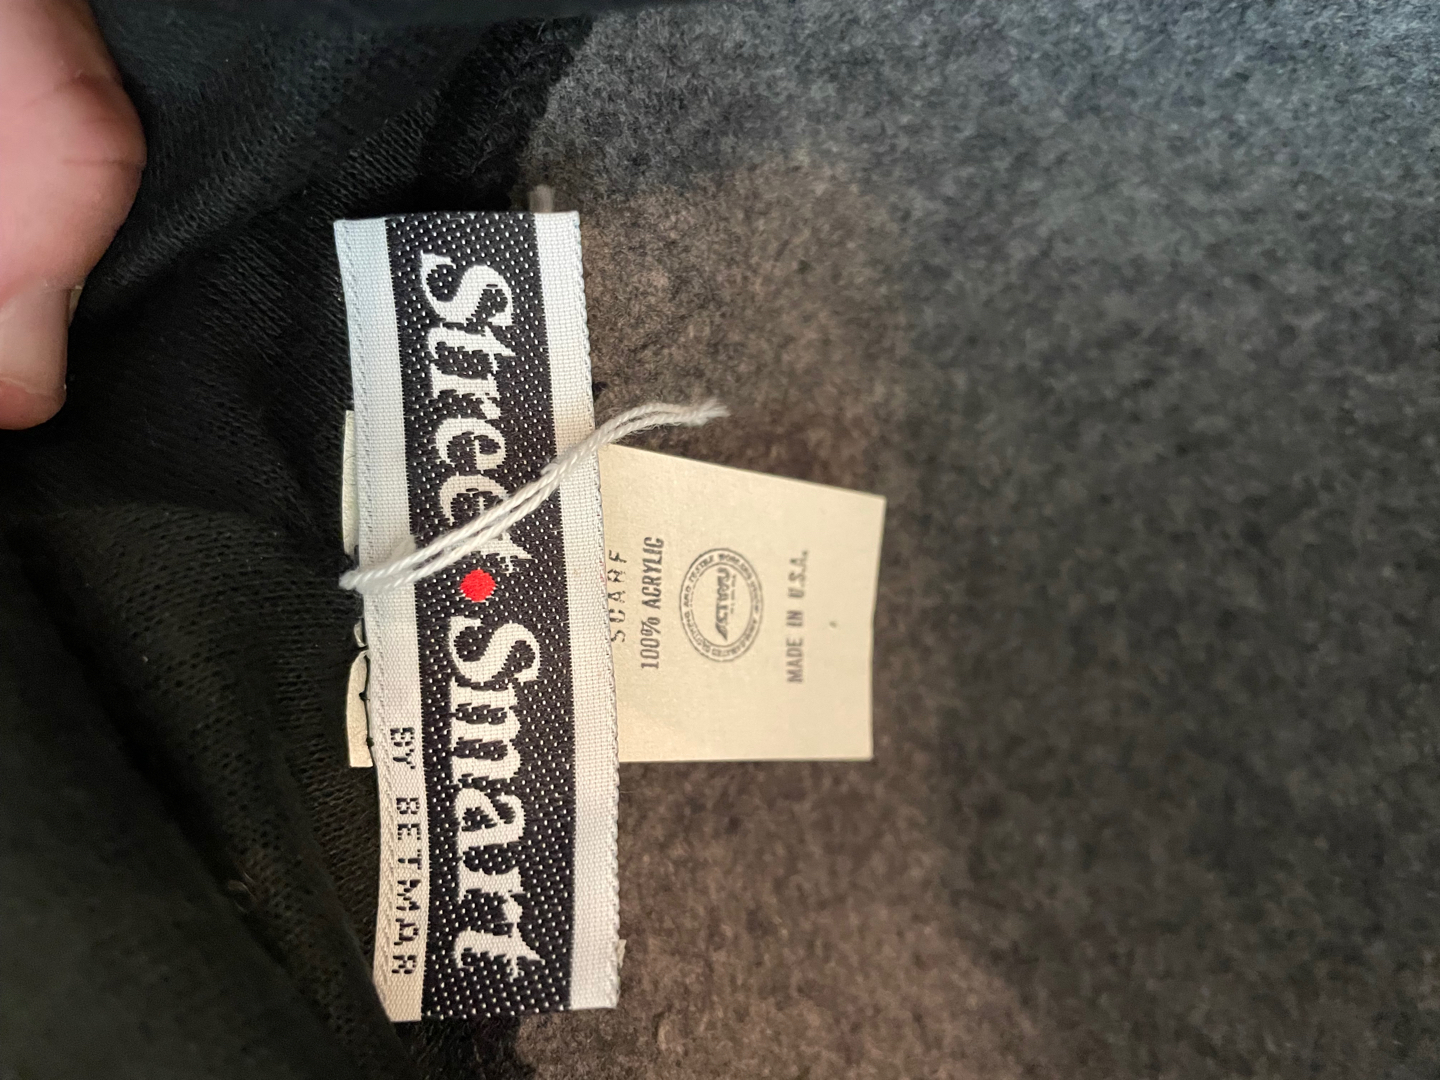 Street • Smart
BY BETMAR
SCARF
100% ACRYLIC
MADE IN U.S.A.